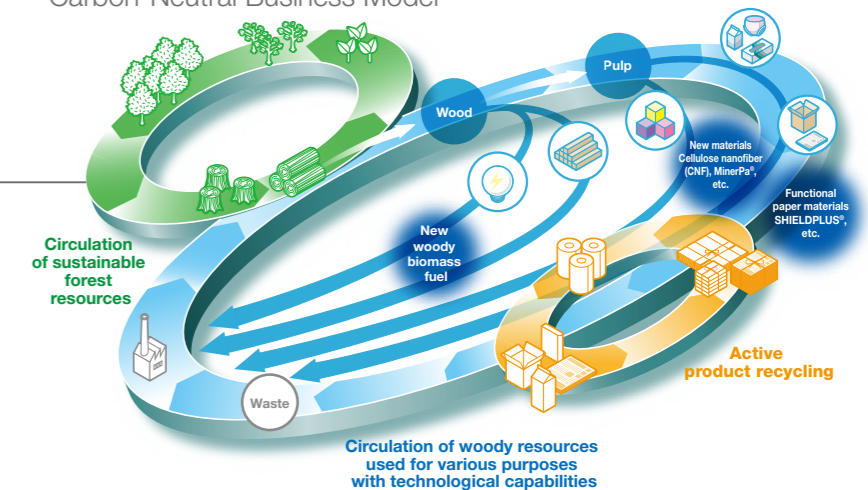 Carbon-Neutral Business Model
Pulp
Wood
New materials
Cellulose nanofiber
(CNF), MinerPa®,
etc.
Functional
paper materials
SHIELDPLUS®,
etc.
New
woody
biomass
fuel
Circulation
of sustainable
forest
resources
Active
product recycling
Waste
Circulation of woody resources
used for various purposes
with technological capabilities